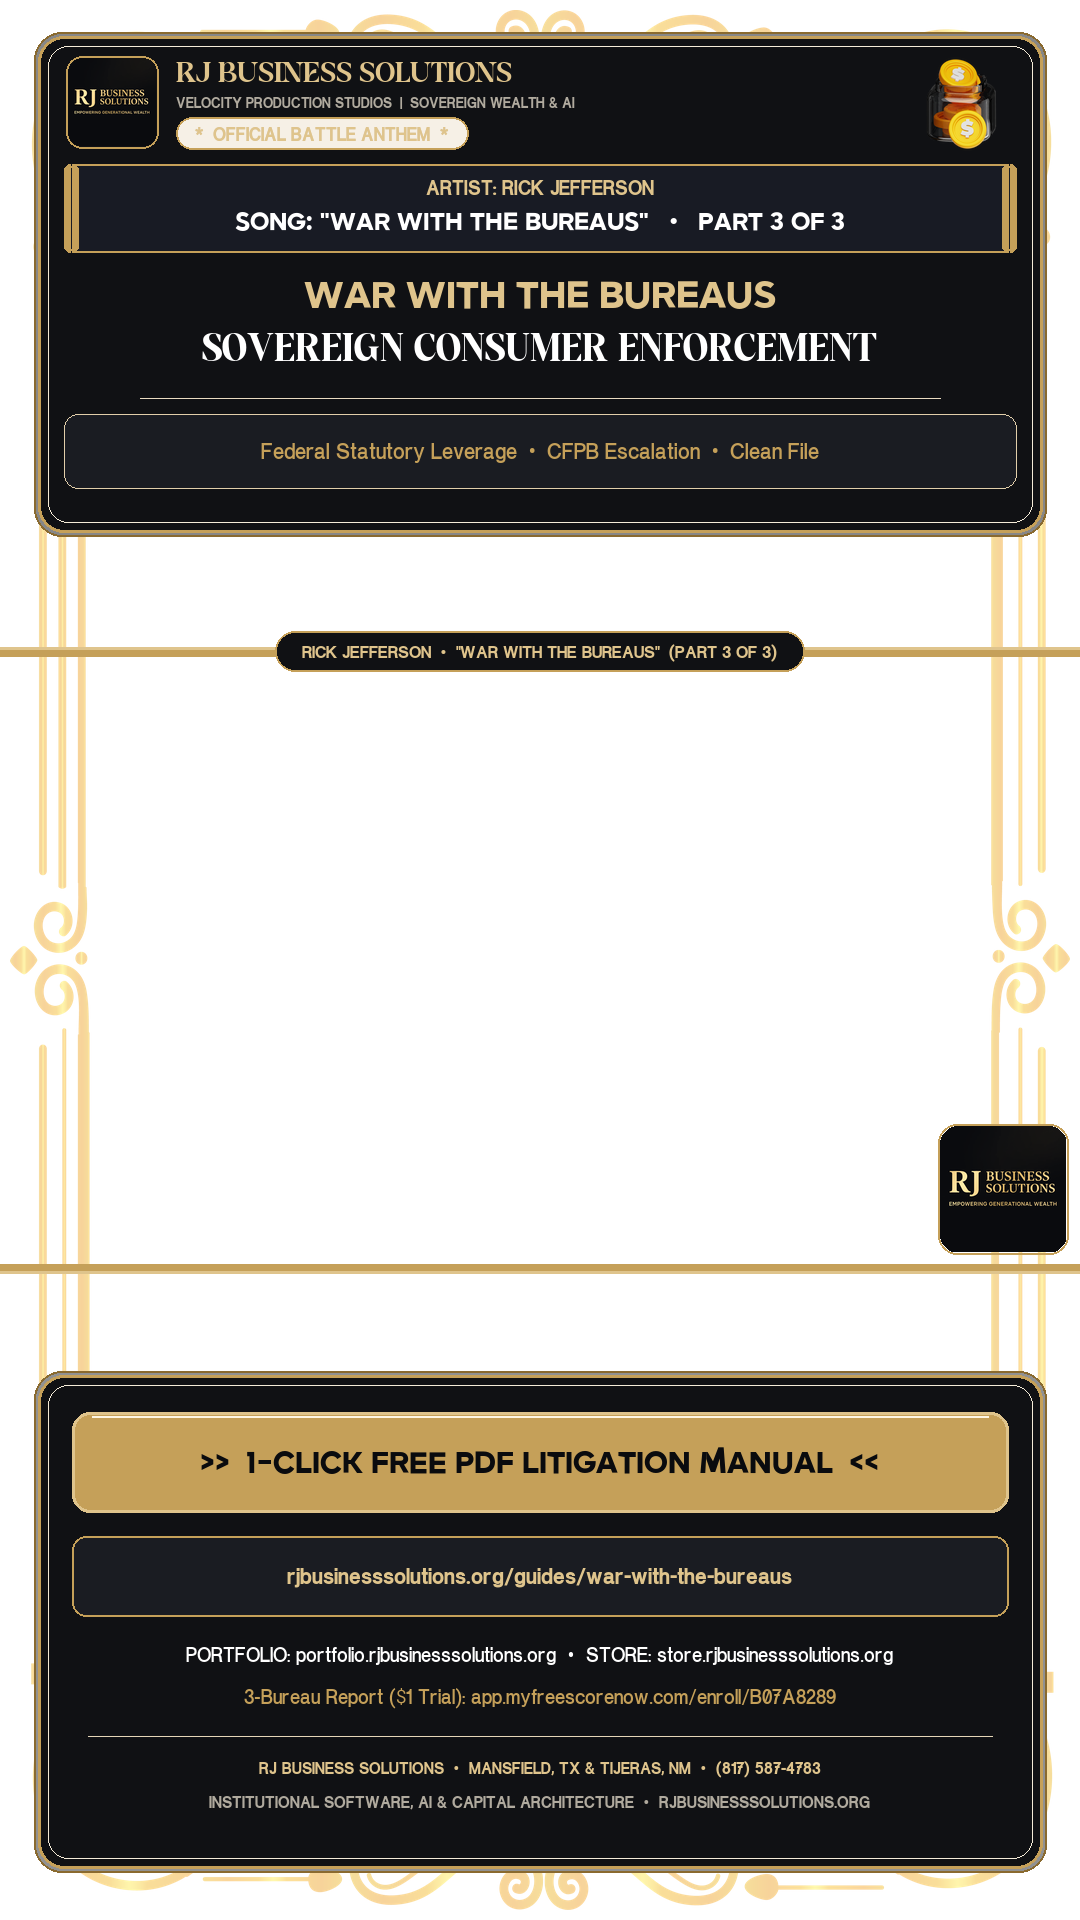 RJ BUSINESS SOLUTIONS
RJ BUSINESS SOLUTIONS
EMPOWERING GENERATIONAL WEALTH
VELOCITY PRODUCTION STUDIOS | SOVEREIGN WEALTH & AI
* OFFICIAL BATTLE ANTHEM *
ARTIST: RICK JEFFERSON
SONG: "WAR WITH THE BUREAUS" • PART 3 OF 3
WAR WITH THE BUREAUS
SOVEREIGN CONSUMER ENFORCEMENT
Federal Statutory Leverage • CFPB Escalation • Clean File
RICK JEFFERSON • "WAR WITH THE BUREAUS" (PART 3 OF 3)
RJ BUSINESS SOLUTIONS
EMPOWERING GENERATIONAL WEALTH
>> 1-CLICK FREE PDF LITIGATION MANUAL <<
rjbusinesssolutions.org/guides/war-with-the-bureaus
PORTFOLIO: portfolio.rjbusinesssolutions.org • STORE: store.rjbusinesssolutions.org
3-Bureau Report ($1 Trial): app.myfreescorenow.com/enroll/B07A8289
RJ BUSINESS SOLUTIONS • MANSFIELD, TX & TIJERAS, NM • (817) 587-4783
INSTITUTIONAL SOFTWARE, AI & CAPITAL ARCHITECTURE • RJBUSINESSSOLUTIONS.ORG